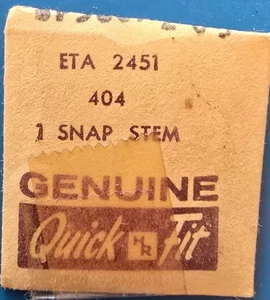 ETA 2451
404
1 SNAP STEM
GENUINE
Quick Fit